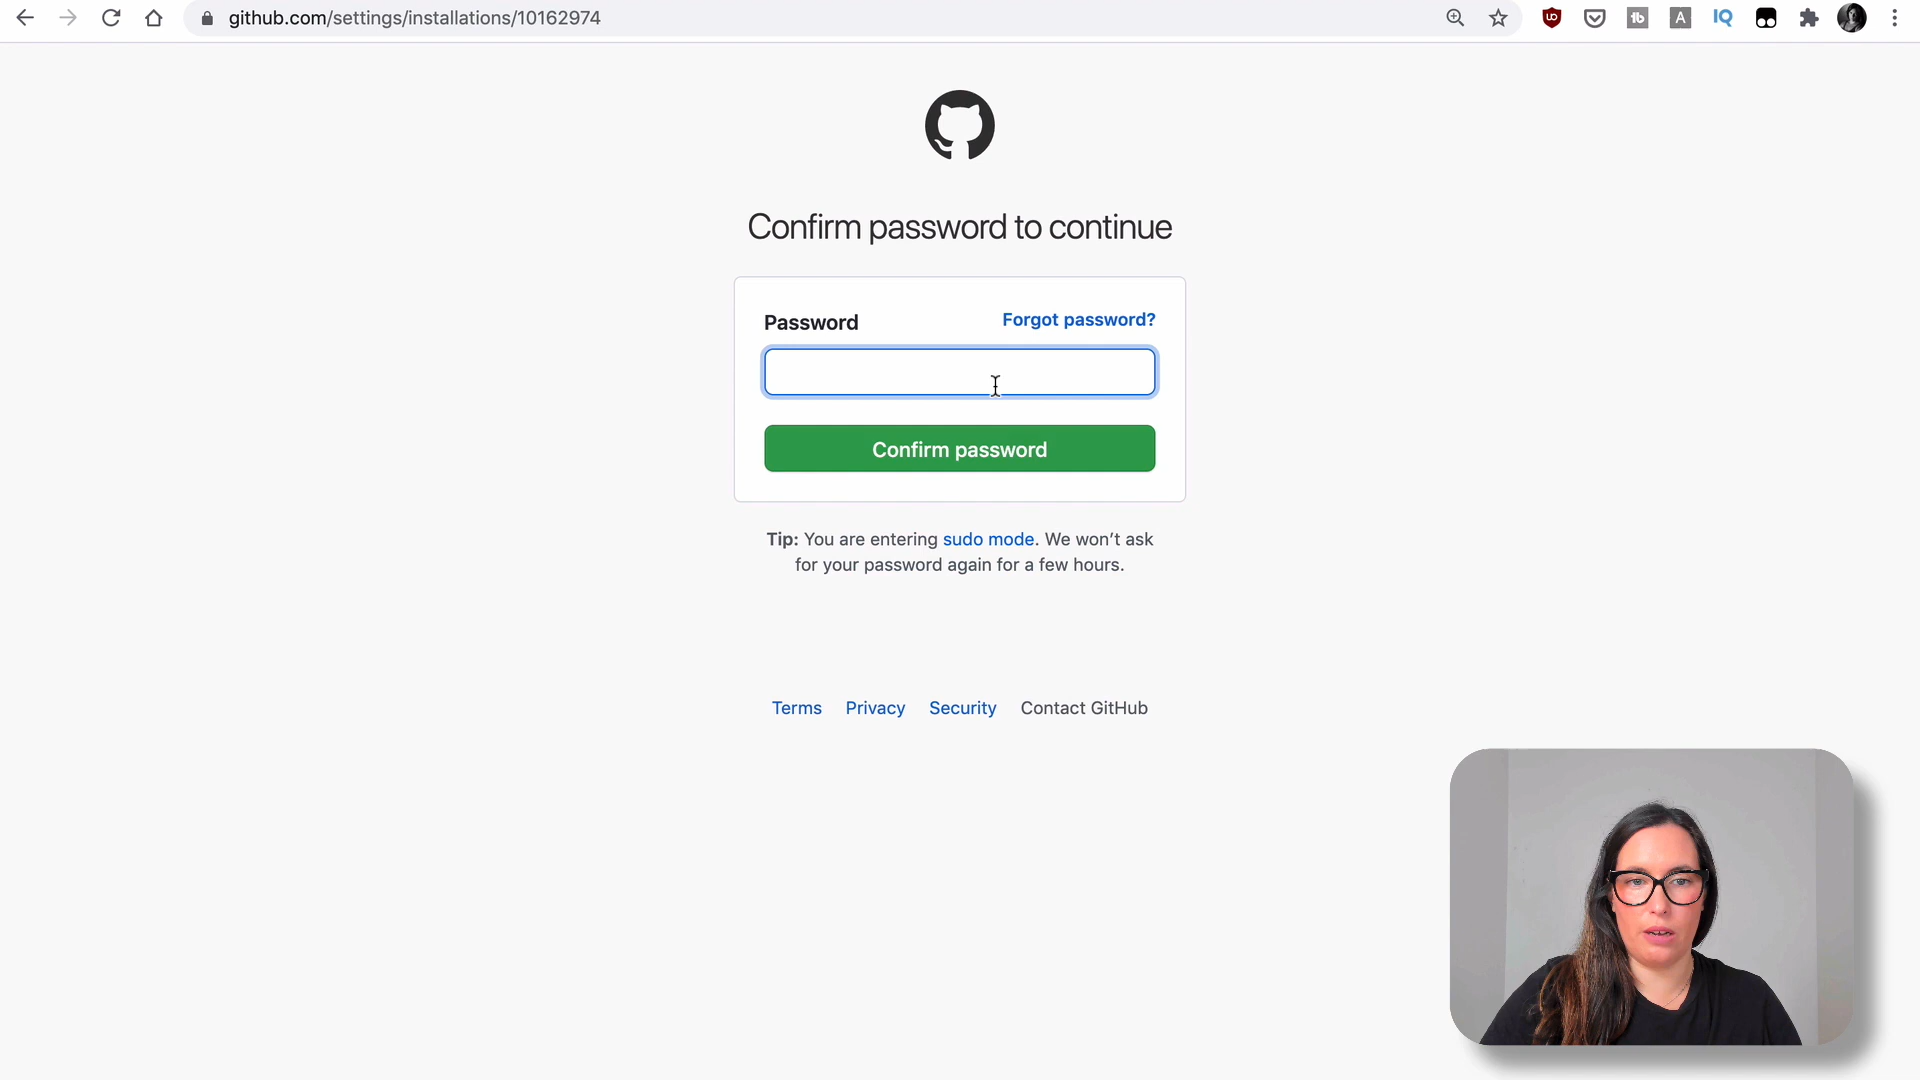 github.com/settings/installations/10162974
Confirm password to continue
Password
Forgot password?
Confirm password
Tip: You are entering sudo mode. We won’t ask
for your password again for a few hours.
Terms Privacy Security Contact GitHub